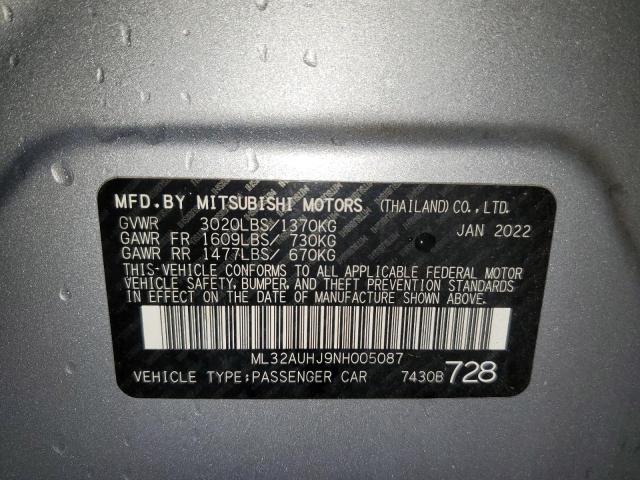 MFD.BY MITSUBISHI MOTORS (THAILAND)CO.,LTD.
GVWR 3020LBS/1370KG JAN 2022
GAWR FR 1609LBS/ 730KG
GAWR RR 1477LBS/ 670KG
THIS-VEHICLE CONFORMS TO ALL APPLICABLE FEDERAL MOTOR
VEHICLE SAFETY, BUMPER, AND THEFT PREVENTION STANDARDS
IN EFFECT ON THE DATE OF MANUFACTURE SHOWN ABOVE.
ML32AUHJ9NH005087
VEHICLE TYPE:PASSENGER CAR 7430B728